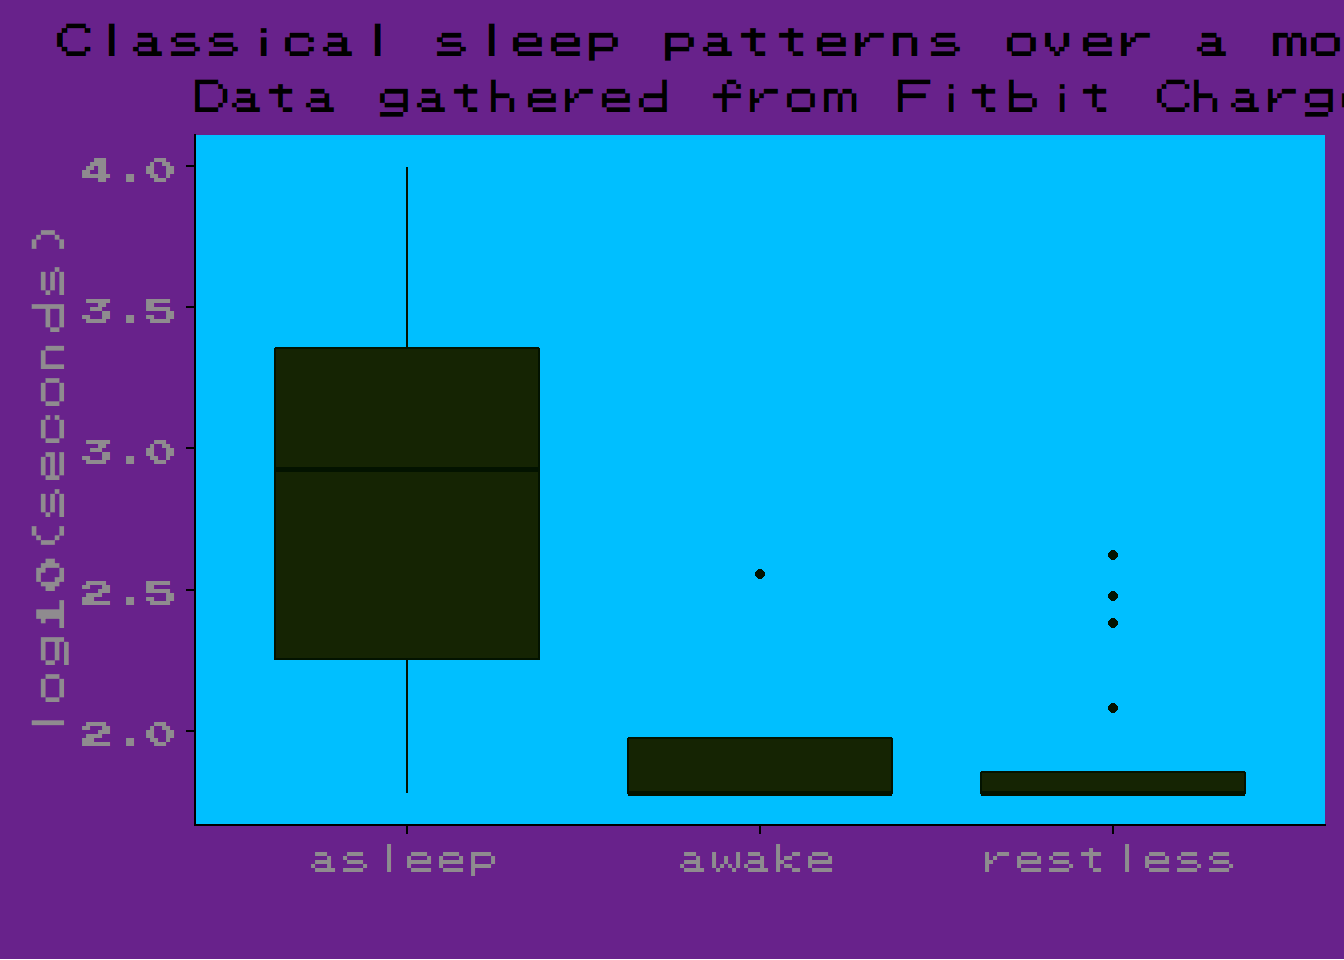 Classical sleep patterns over a mo
Data gathered from Fitbit Charg
log10(seconds)
4.0
3.5
3.0
2.5
2.0
asleep awake restless